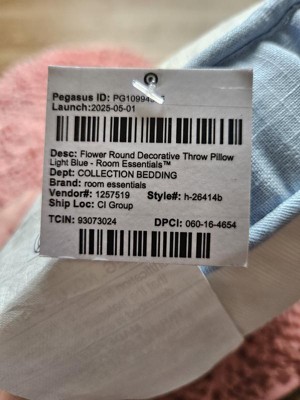 Pegasus ID:
Launch:2025-05-01
Desc: Flower Round Decorative Throw Pillow
Light Blue - Room Essentials™
Dept: COLLECTION BEDDING
Brand: room essentials
Vendor#: 1257519 Style#: h-26414b
Ship Loc: CI Group
TCIN: 93073024 DPCI: 060-16-4654